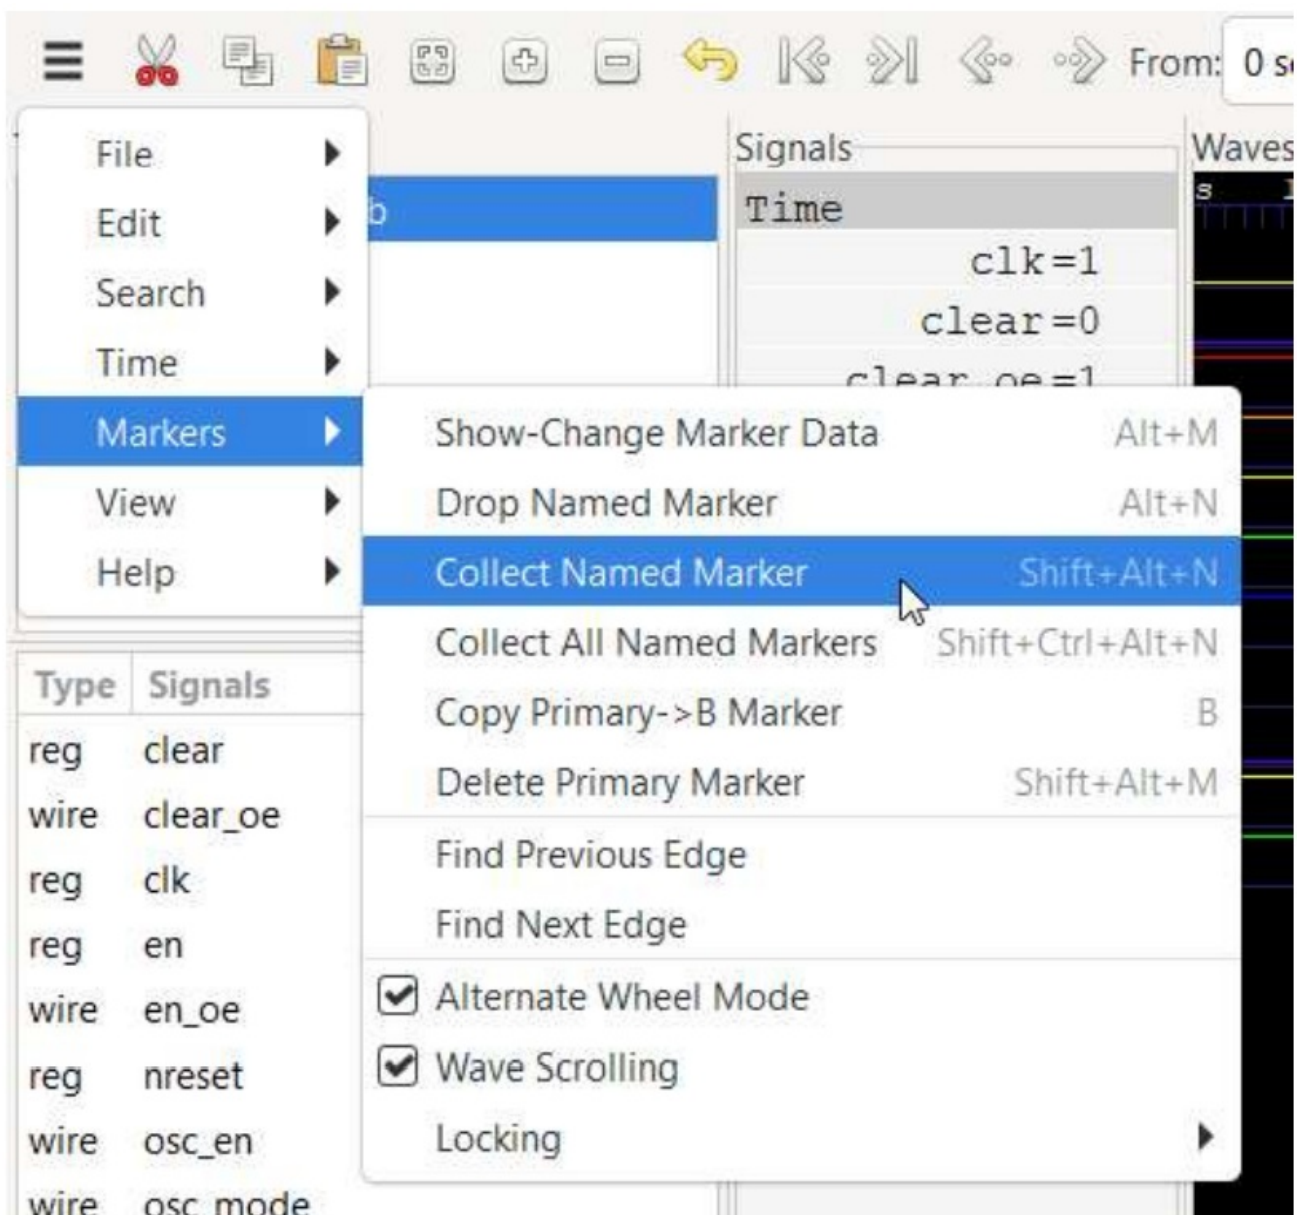 From: 0 s
File
Edit
Search
Time
Markers
View
Help
b
Signals
Time
clk=1
clear=0
clear_oe=1
Waves
s
Show-Change Marker Data Alt+M
Drop Named Marker Alt+N
Collect Named Marker Shift+Alt+N
Collect All Named Markers Shift+Ctrl+Alt+N
Copy Primary->B Marker B
Delete Primary Marker Shift+Alt+M
Find Previous Edge
Find Next Edge
Alternate Wheel Mode
Wave Scrolling
Locking
Type Signals
reg clear
wire clear_oe
reg clk
reg en
wire en_oe
reg nreset
wire osc_en
wire osc_mode